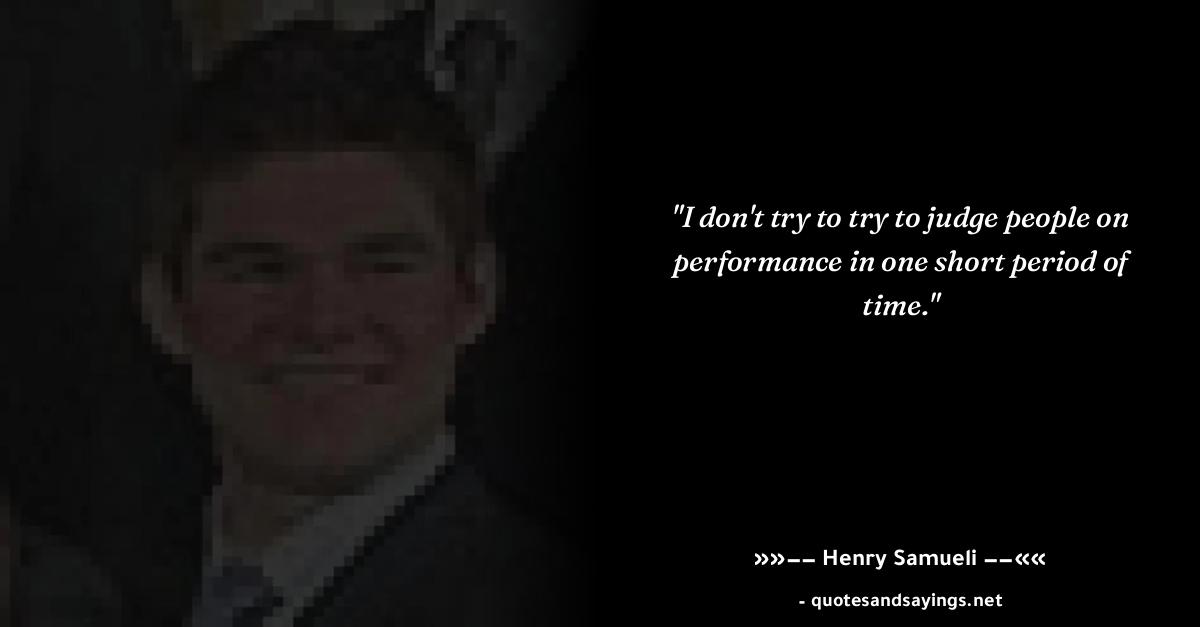 "I don't try to try to judge people on
performance in one short period of
time."
»»−− Henry Samueli −−««
- quotesandsayings.net